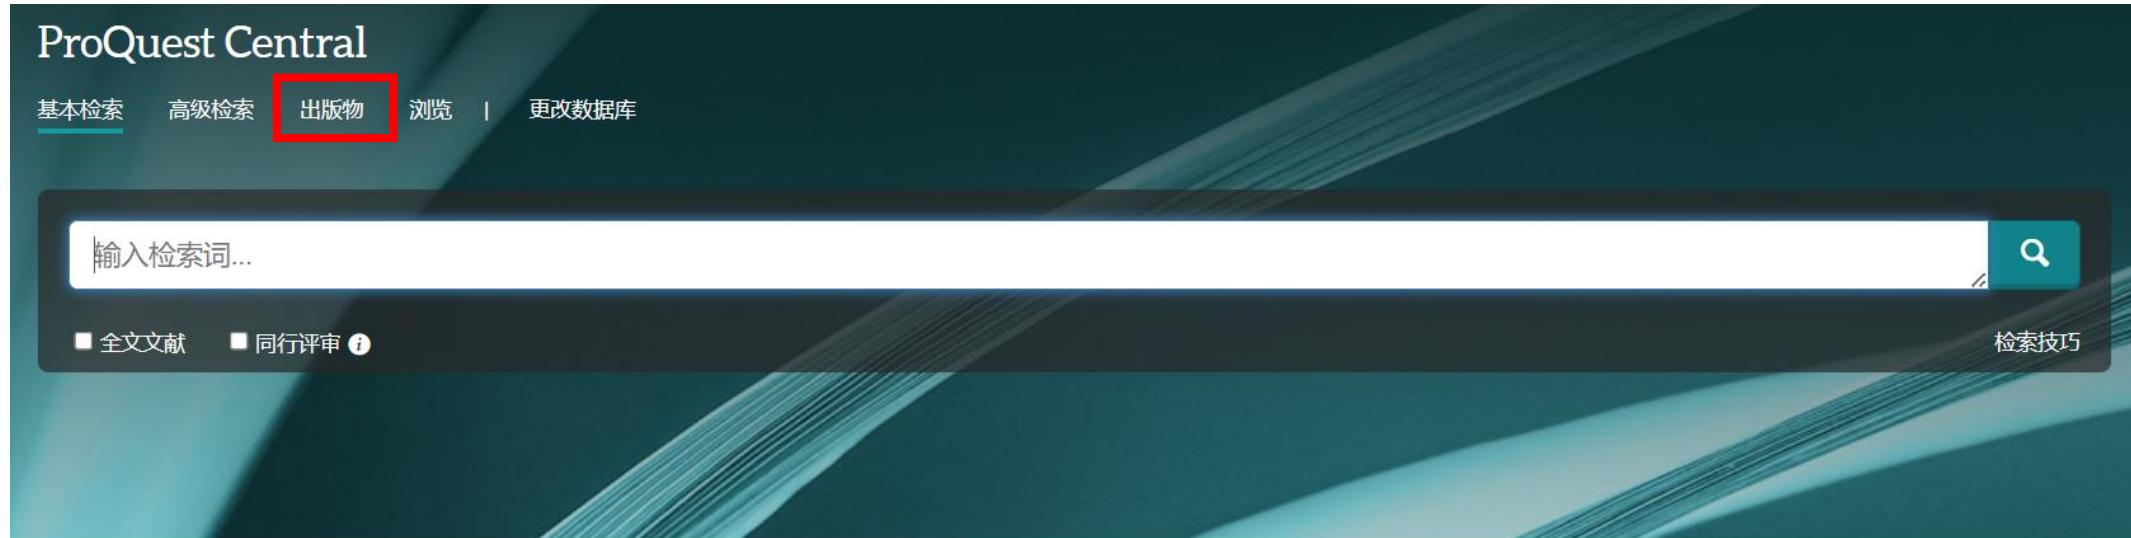 ProQuest Central
基本检索 高级检索 出版物 浏览 | 更改数据库
输入检索词...
全文文献 同行评审 i 检索技巧